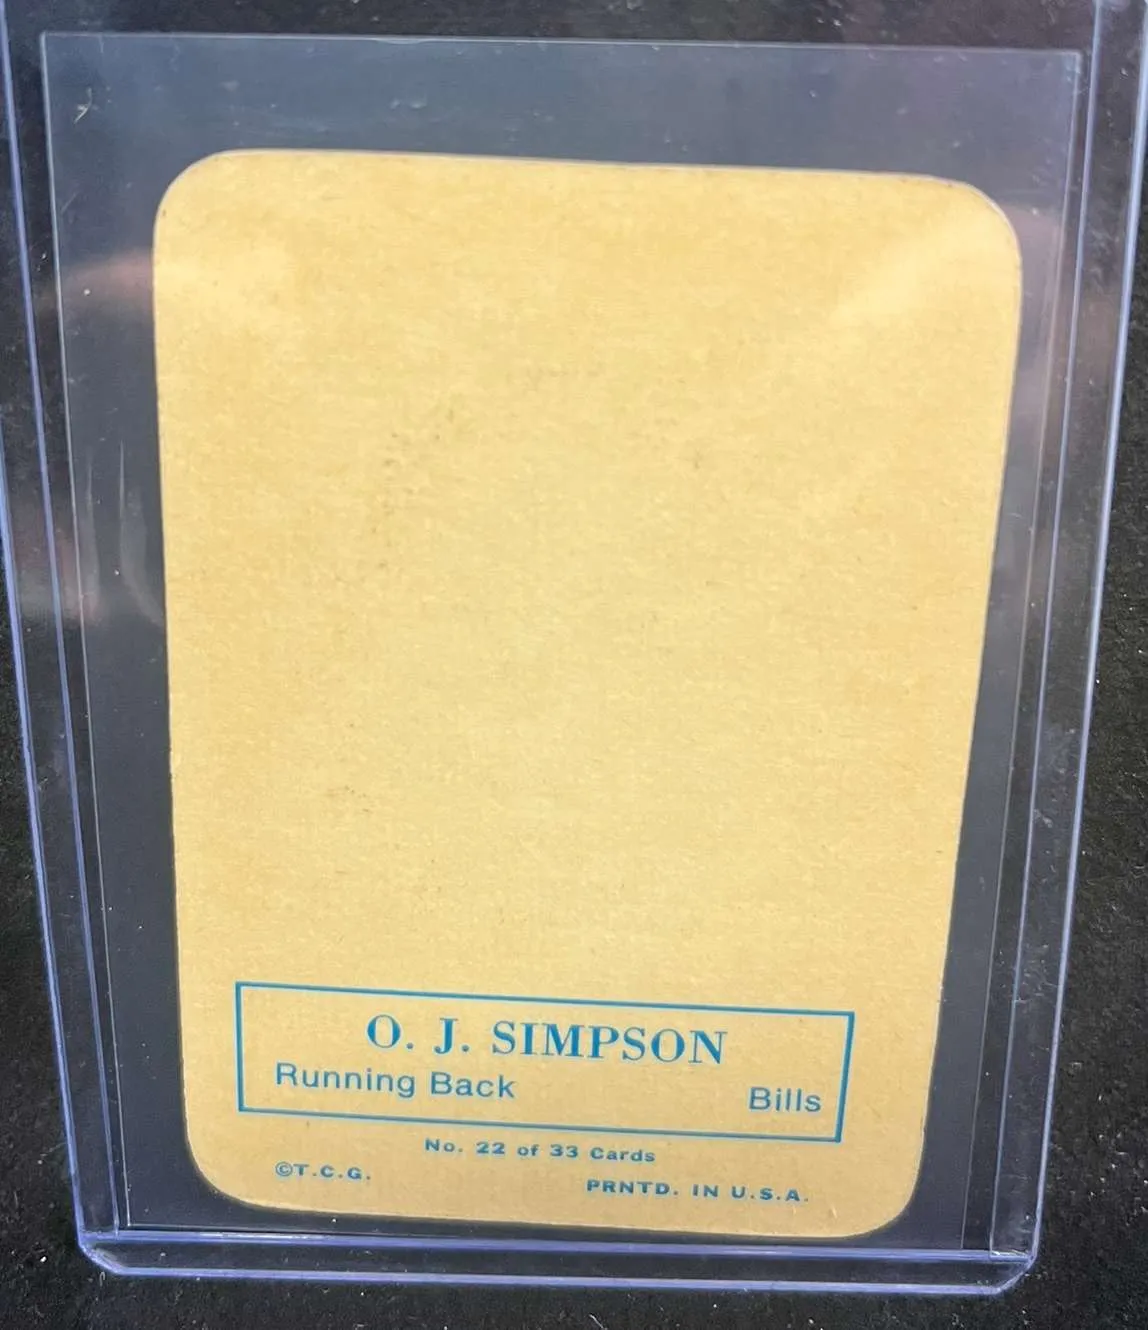 O. J. SIMPSON
Running Back Bills
No. 22 of 33 Cards
©T.C.G. PRNTD. IN U.S.A.